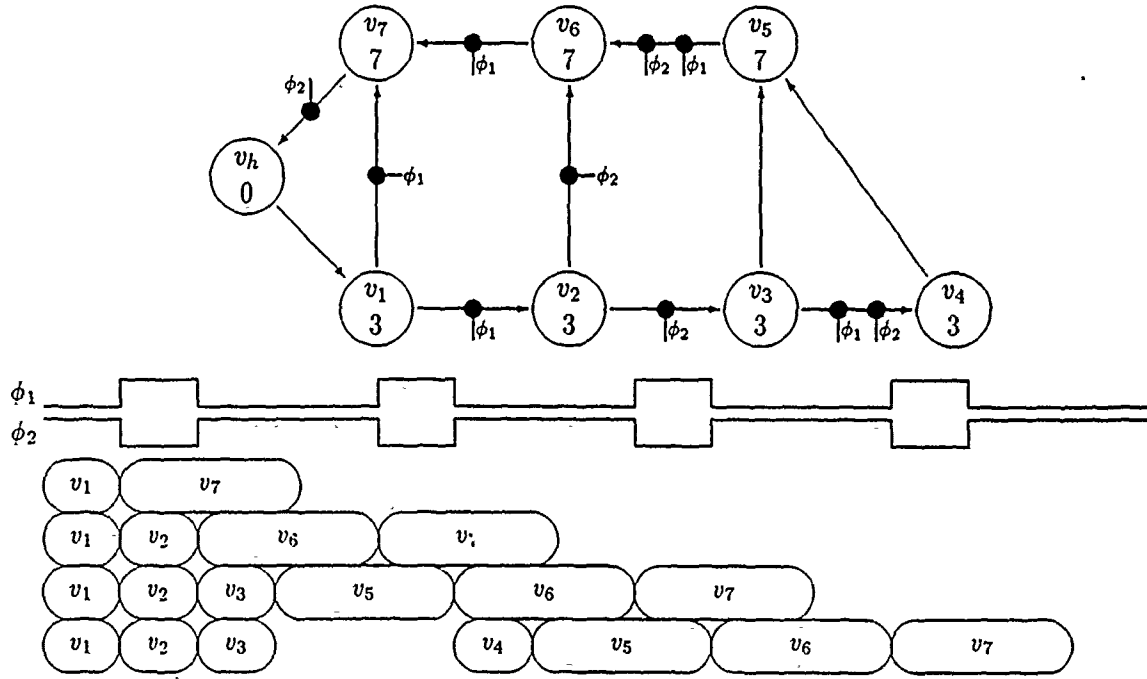 v₇ v₆ v₅
7 7 7
ϕ₁ ϕ₂ ϕ₁
ϕ₂
v_h
0
ϕ₁ ϕ₂
v₁ v₂ v₃ v₄
3 3 3 3
ϕ₁ ϕ₂ ϕ₁ ϕ₂
ϕ₁
ϕ₂
v₁ v₇
v₁ v₂ v₆
v₁ v₂ v₃ v₅ v₆ v₇
v₁ v₂ v₃ v₄ v₅ v₆ v₇